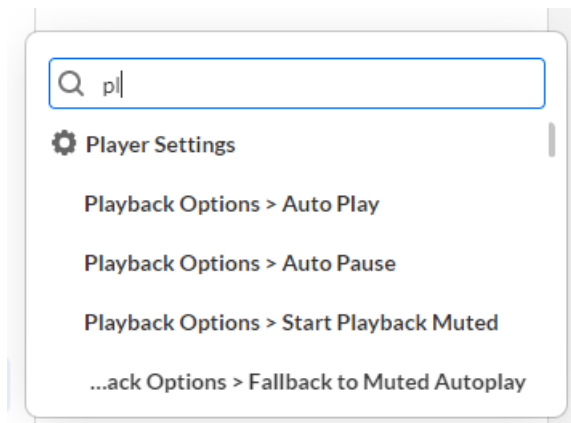 pl
Player Settings
Playback Options > Auto Play
Playback Options > Auto Pause
Playback Options > Start Playback Muted
...ack Options > Fallback to Muted Autoplay